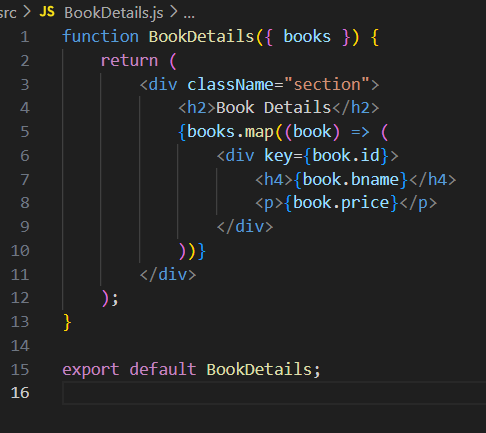 src > JS BookDetails.js > ...
1 function BookDetails({ books }) {
2     return (
3         <div className="section">
4             <h2>Book Details</h2>
5             {books.map((book) => (
6                 <div key={book.id}>
7                     <h4>{book.bname}</h4>
8                     <p>{book.price}</p>
9                 </div>
10             ))}
11         </div>
12     );
13 }
14
15 export default BookDetails;
16